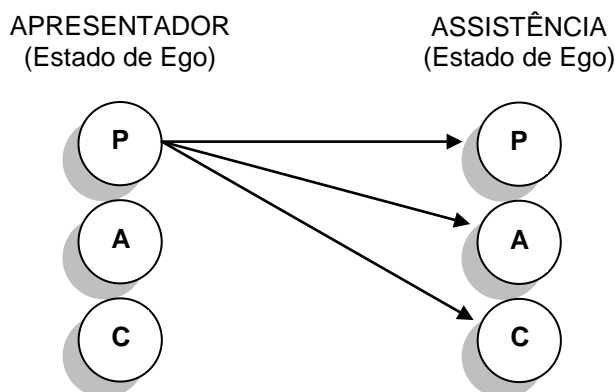 APRESENTADOR
(Estado de Ego)
ASSISTÊNCIA
(Estado de Ego)
P
P
A
A
C
C